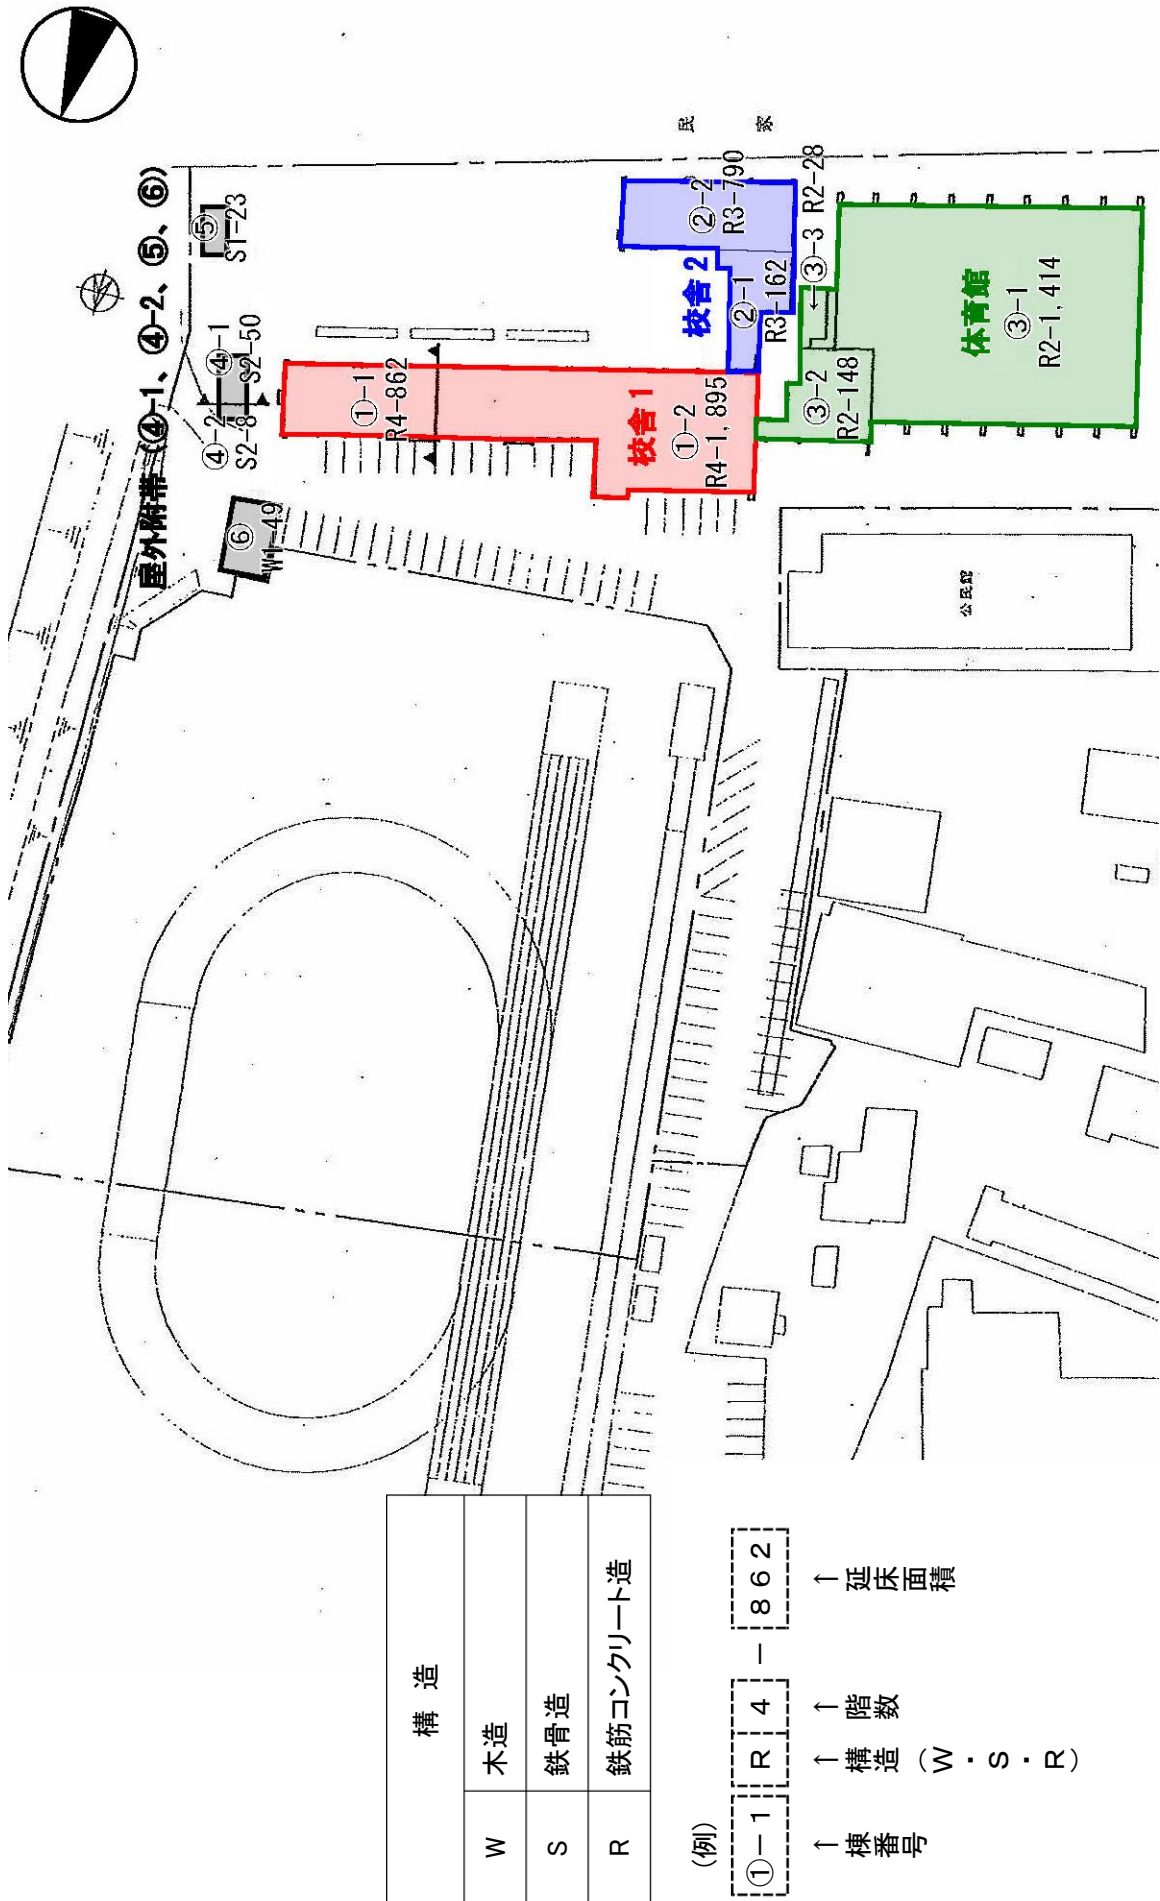 屋外附帯（④-1、④-2、⑤、⑥）
⑤
S1-23
④-1
S2-50
④-2
S2-8
⑥
W1-49
①-1
R4-862
校舎1
①-2
R4-1,895
校舎2
②-1
R3-162
②-2
R3-790
民家
③-3 R2-28
③-2
R2-148
体育館
③-1
R2-1,414
公民館
構造
W 木造
S 鉄骨造
R 鉄筋コンクリート造
(例)
①-1 R 4 － 862
↑ ↑ ↑ ↑
棟番号 構造（W・S・R） 階数 延床面積